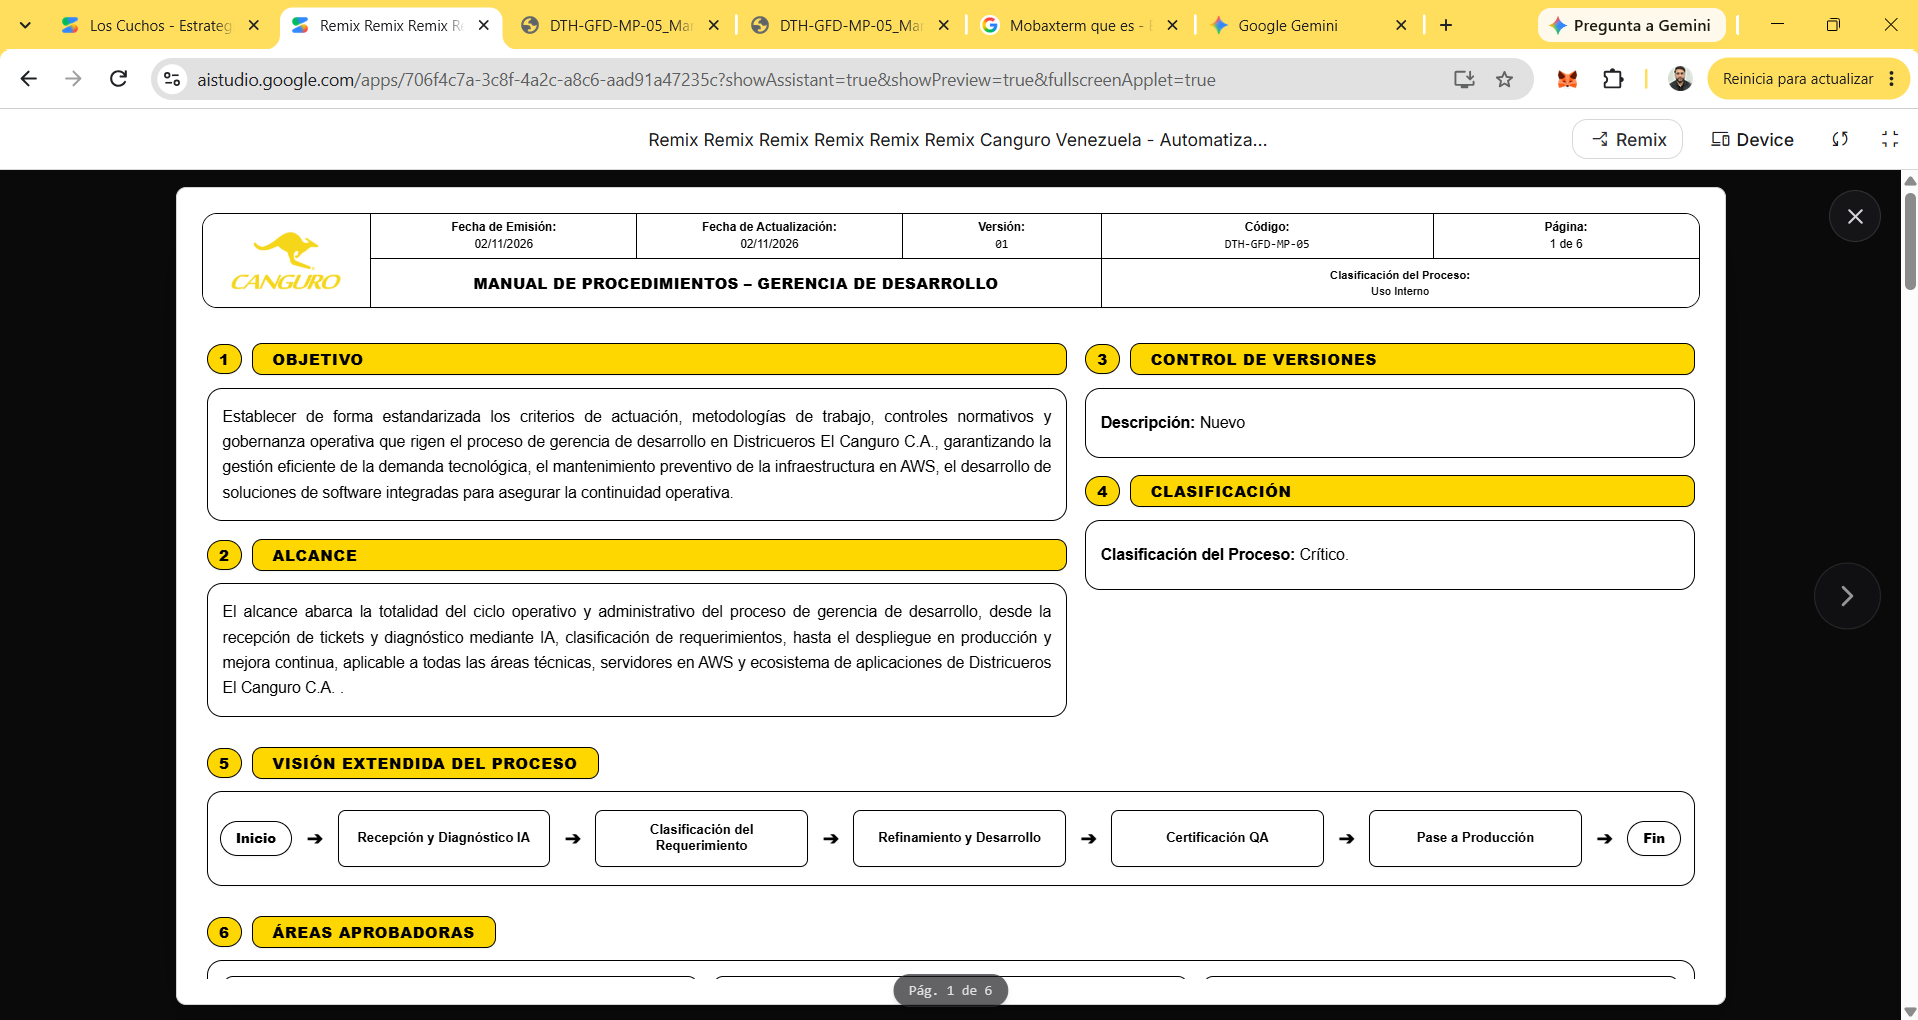 Los Cuchos - Estrateg
Remix Remix Remix Re
DTH-GFD-MP-05_Mar
DTH-GFD-MP-05_Mar
Mobaxterm que es -
Google Gemini
Pregunta a Gemini
aistudio.google.com/apps/706f4c7a-3c8f-4a2c-a8c6-aad91a47235c?showAssistant=true&showPreview=true&fullscreenApplet=true
Reinicia para actualizar
Remix Remix Remix Remix Remix Remix Canguro Venezuela - Automatiza...
Remix
Device
CANGURO
Fecha de Emisión:
02/11/2026
Fecha de Actualización:
02/11/2026
Versión:
01
Código:
DTH-GFD-MP-05
Página:
1 de 6
MANUAL DE PROCEDIMIENTOS – GERENCIA DE DESARROLLO
Clasificación del Proceso:
Uso Interno
1 OBJETIVO
Establecer de forma estandarizada los criterios de actuación, metodologías de trabajo, controles normativos y
gobernanza operativa que rigen el proceso de gerencia de desarrollo en Districueros El Canguro C.A., garantizando la
gestión eficiente de la demanda tecnológica, el mantenimiento preventivo de la infraestructura en AWS, el desarrollo de
soluciones de software integradas para asegurar la continuidad operativa.
2 ALCANCE
El alcance abarca la totalidad del ciclo operativo y administrativo del proceso de gerencia de desarrollo, desde la
recepción de tickets y diagnóstico mediante IA, clasificación de requerimientos, hasta el despliegue en producción y
mejora continua, aplicable a todas las áreas técnicas, servidores en AWS y ecosistema de aplicaciones de Districueros
El Canguro C.A. .
3 CONTROL DE VERSIONES
Descripción: Nuevo
4 CLASIFICACIÓN
Clasificación del Proceso: Crítico.
5 VISIÓN EXTENDIDA DEL PROCESO
Inicio
Recepción y Diagnóstico IA
Clasificación del
Requerimiento
Refinamiento y Desarrollo
Certificación QA
Pase a Producción
Fin
6 ÁREAS APROBADORAS
Pág. 1 de 6